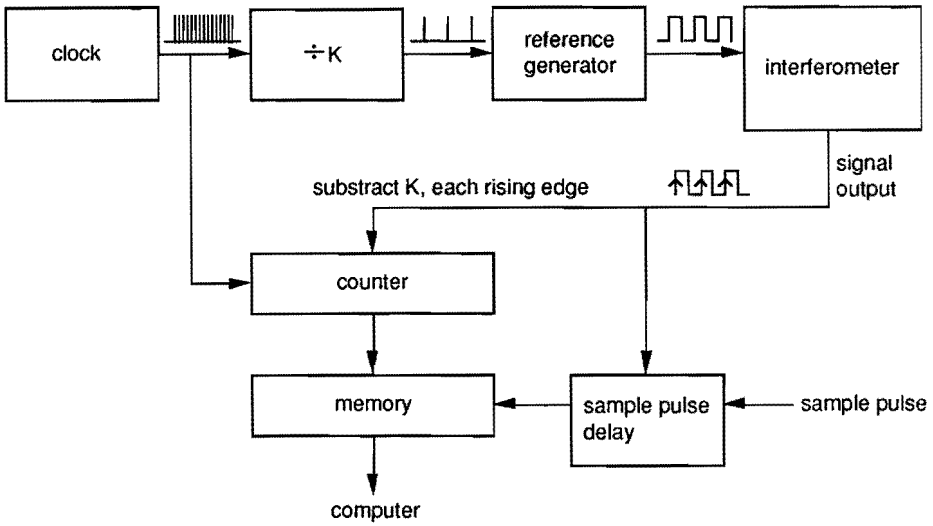 clock
÷K
reference
generator
interferometer
signal
output
substract K, each rising edge
counter
memory
sample pulse
delay
sample pulse
computer